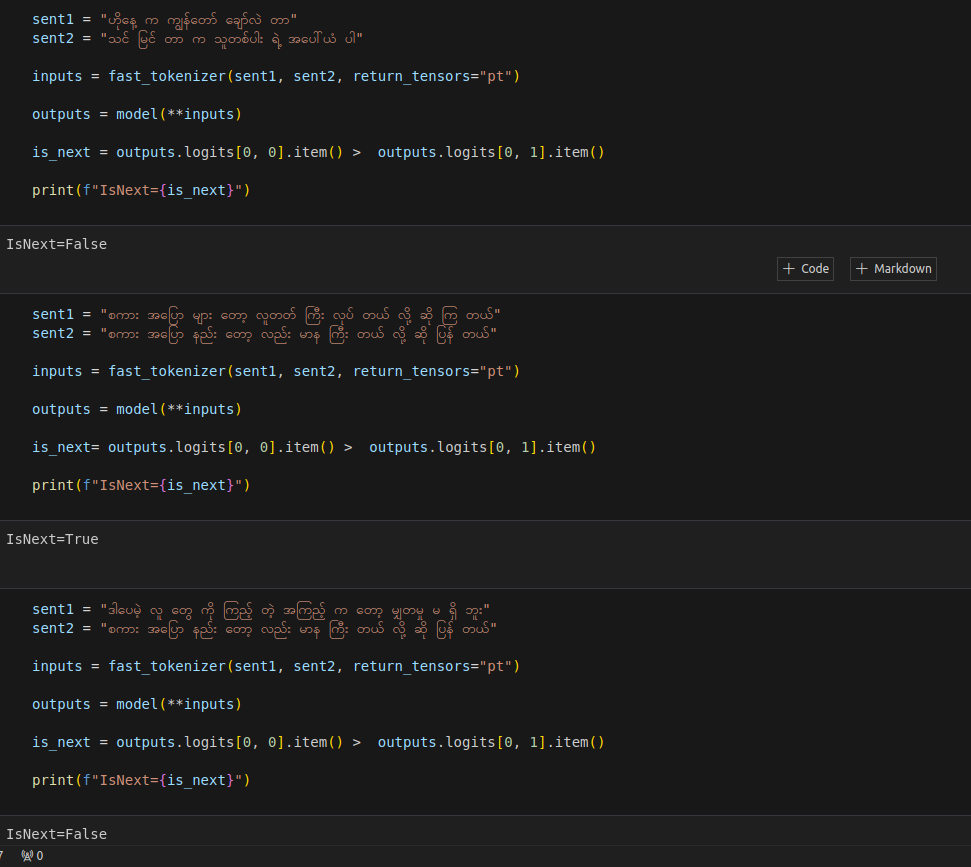 sent1 = "ဟိုနေ့ က ကျွန်တော် ချော်လဲ တာ"
sent2 = "သင် မြင် တာ က သူတစ်ပါး ရဲ့ အပေါ်ယံ ပါ"
inputs = fast_tokenizer(sent1, sent2, return_tensors="pt")
outputs = model(**inputs)
is_next = outputs.logits[0, 0].item() >  outputs.logits[0, 1].item()
print(f"IsNext={is_next}")
IsNext=False
+ Code + Markdown
sent1 = "စကား အပြော များ တော့ လူတတ် ကြီး လုပ် တယ် လို့ ဆို ကြ တယ်"
sent2 = "စကား အပြော နည်း တော့ လည်း မာန ကြီး တယ် လို့ ဆို ပြန် တယ်"
inputs = fast_tokenizer(sent1, sent2, return_tensors="pt")
outputs = model(**inputs)
is_next= outputs.logits[0, 0].item() >  outputs.logits[0, 1].item()
print(f"IsNext={is_next}")
IsNext=True
sent1 = "ဒါပေမဲ့ လူ တွေ ကို ကြည့် တဲ့ အကြည့် က တော့ မျှတမှု မ ရှိ ဘူး"
sent2 = "စကား အပြော နည်း တော့ လည်း မာန ကြီး တယ် လို့ ဆို ပြန် တယ်"
inputs = fast_tokenizer(sent1, sent2, return_tensors="pt")
outputs = model(**inputs)
is_next = outputs.logits[0, 0].item() >  outputs.logits[0, 1].item()
print(f"IsNext={is_next}")
IsNext=False
0